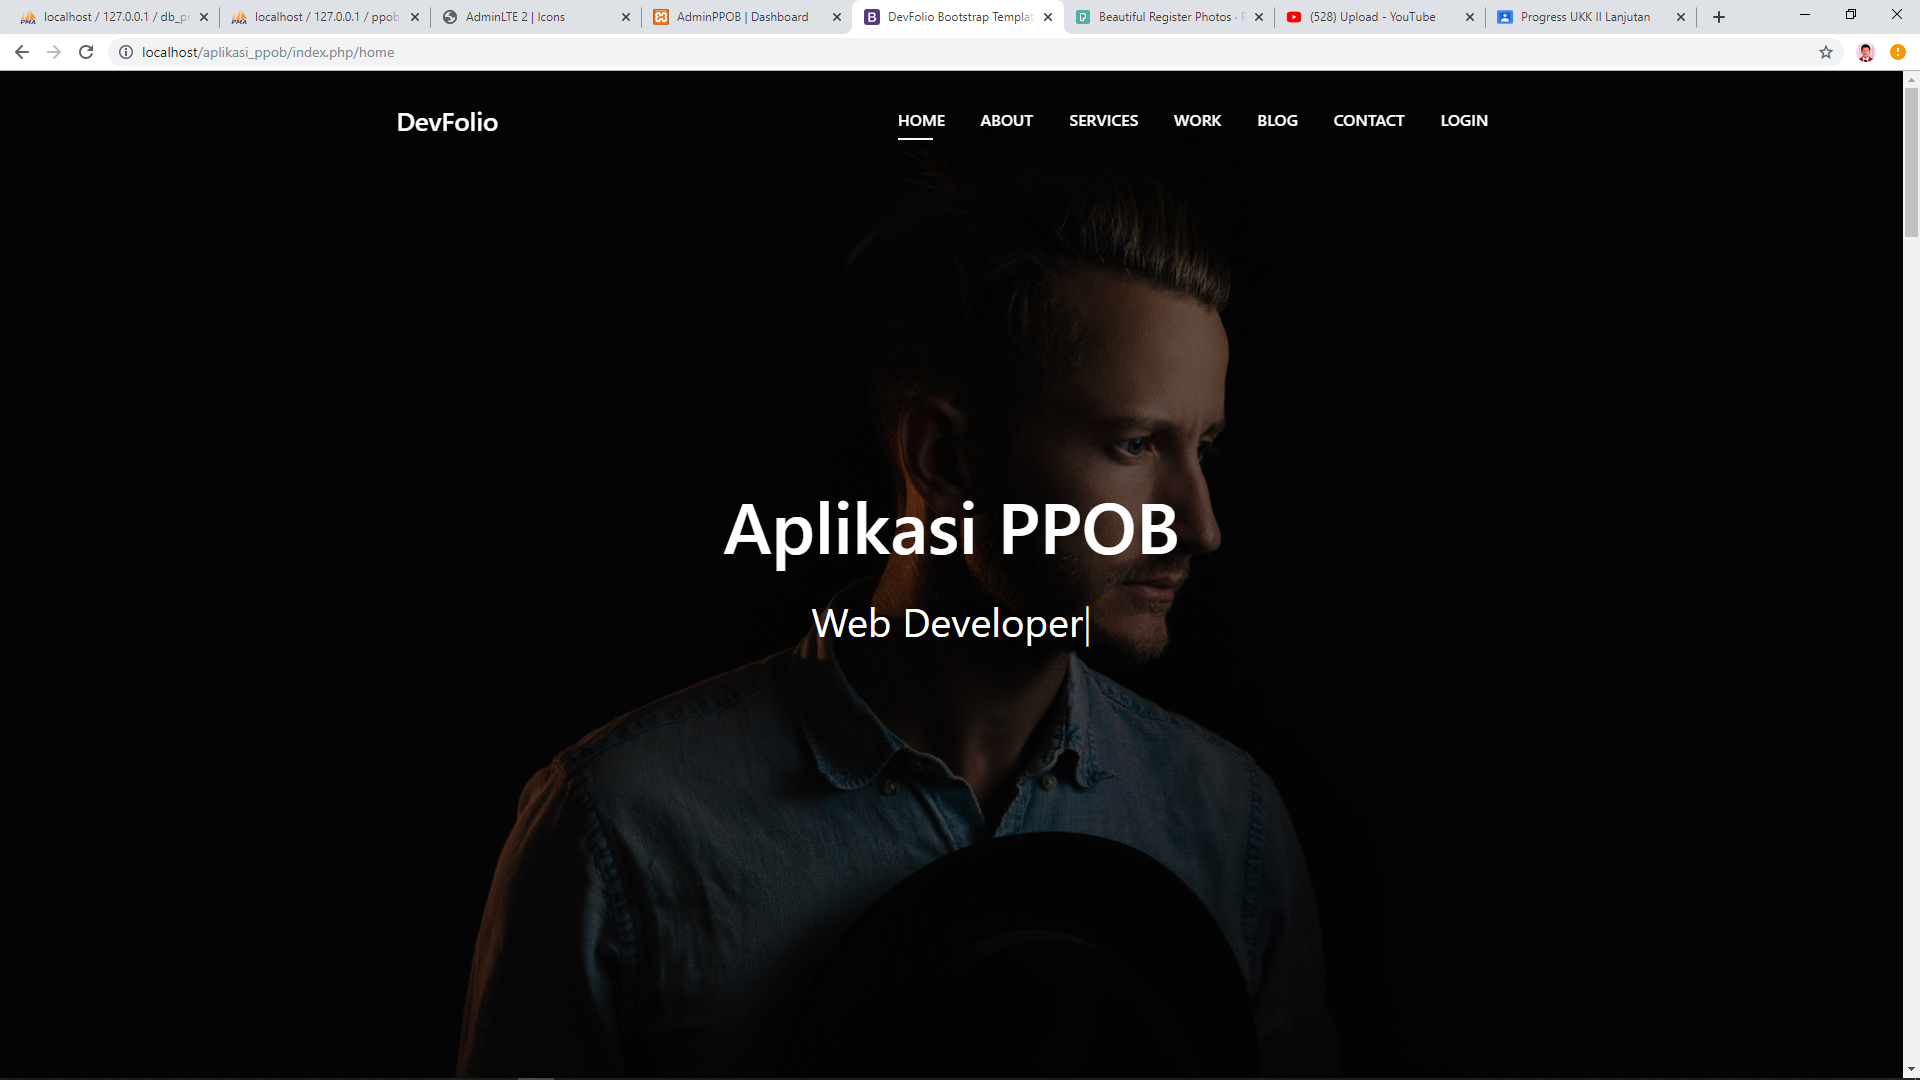 localhost / 127.0.0.1 / db_pr
localhost / 127.0.0.1 / ppob
AdminLTE 2 | Icons
AdminPPOB | Dashboard
DevFolio Bootstrap Templat
Beautiful Register Photos ·
(528) Upload - YouTube
Progress UKK II Lanjutan
localhost/aplikasi_ppob/index.php/home
DevFolio
HOME
ABOUT
SERVICES
WORK
BLOG
CONTACT
LOGIN
Aplikasi PPOB
Web Developer